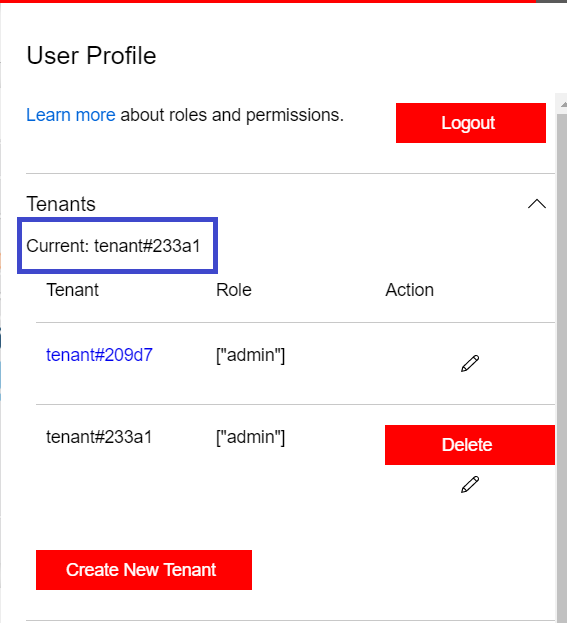 User Profile
Learn more about roles and permissions.
Logout
Tenants
Current: tenant#233a1
Tenant Role Action
tenant#209d7 ["admin"]
tenant#233a1 ["admin"] Delete
Create New Tenant